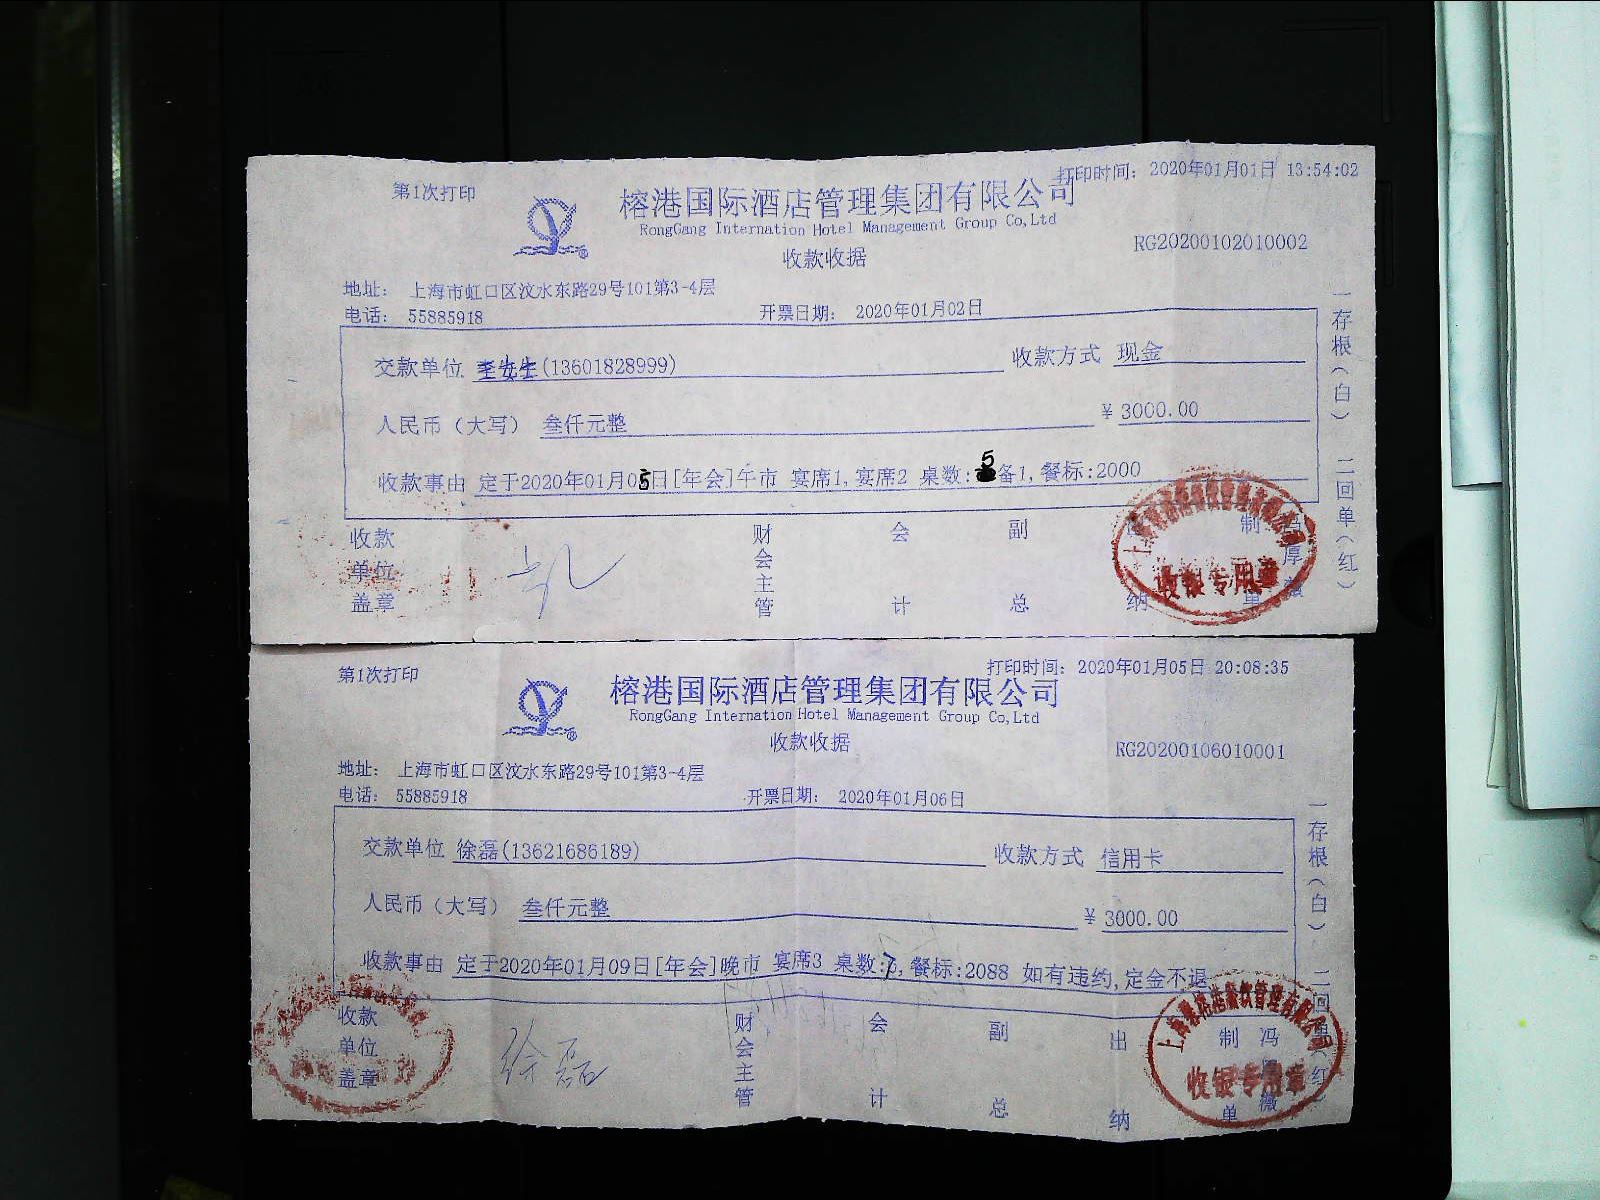 第1次打印
打印时间: 2020年01月01日 13:54:02
榕港国际酒店管理集团有限公司
RongGang Internation Hotel Management Group Co,Ltd
收款收据
RG20200102010002
地址: 上海市虹口区汶水东路29号101第3-4层
电话: 55885918
开票日期: 2020年01月02日
交款单位 (13601828999)
收款方式 现金
人民币（大写） 叁仟元整
￥3000.00
收款事由 定于2020年01月05日[年会]午市 宴席1,宴席2 桌数:5备1,餐标:2000
一存根（白） 二回单（红）
收款单位盖章
财会主管
会计
副总
纳
制单
冯厚
收银专用章
第1次打印
打印时间: 2020年01月05日 20:08:35
榕港国际酒店管理集团有限公司
RongGang Internation Hotel Management Group Co,Ltd
收款收据
RG20200106010001
地址: 上海市虹口区汶水东路29号101第3-4层
电话: 55885918
开票日期: 2020年01月06日
交款单位 徐磊(13621686189)
收款方式 信用卡
人民币（大写） 叁仟元整
￥3000.00
收款事由 定于2020年01月09日[年会]晚市 宴席3 桌数:7,餐标:2088 如有违约,定金不退
一存根（白） 二回单（红）
收款单位盖章
徐磊
财会主管
会计
副总
出纳
制单
冯 薇
收银专用章